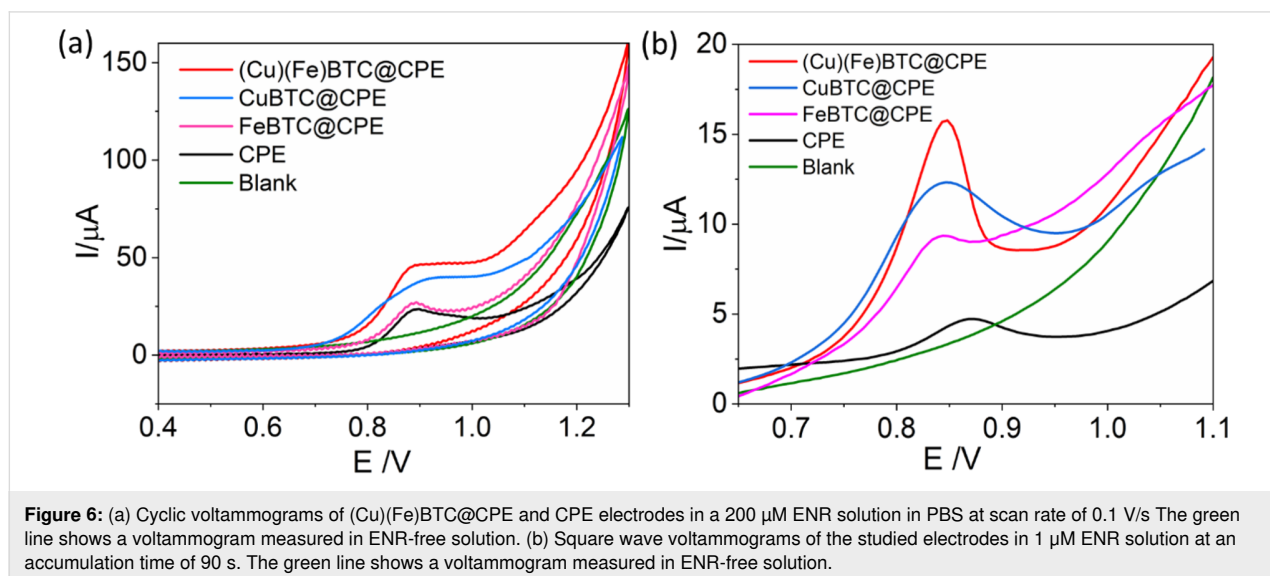 (a)
150
100
50
0
I/µA
(Cu)(Fe)BTC@CPE
CuBTC@CPE
FeBTC@CPE
CPE
Blank
0.4 0.6 0.8 1.0 1.2
E /V
(b)
20
15
10
5
0
I/µA
(Cu)(Fe)BTC@CPE
CuBTC@CPE
FeBTC@CPE
CPE
Blank
0.7 0.8 0.9 1.0 1.1
E /V
Figure 6: (a) Cyclic voltammograms of (Cu)(Fe)BTC@CPE and CPE electrodes in a 200 µM ENR solution in PBS at scan rate of 0.1 V/s The green
line shows a voltammogram measured in ENR-free solution. (b) Square wave voltammograms of the studied electrodes in 1 µM ENR solution at an
accumulation time of 90 s. The green line shows a voltammogram measured in ENR-free solution.